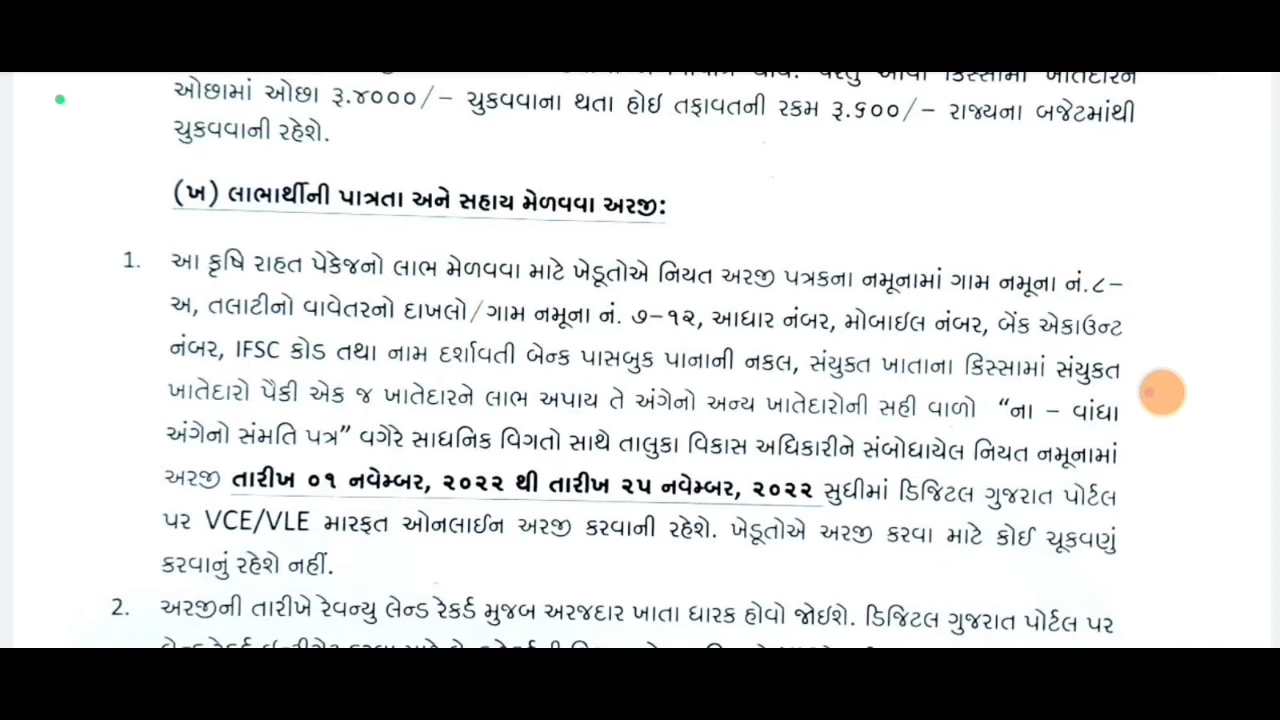 ઓછામાં ઓછા રૂ.૪૦૦૦/- ચુકવવાના થતા હોઇ તફાવતની રકમ રૂ.૬૦૦/- રાજ્યના બજેટમાંથી
ચુકવવાની રહેશે.
(ખ) લાભાર્થીની પાત્રતા અને સહાય મેળવવા અરજી:
1. આ કૃષિ રાહત પેકેજનો લાભ મેળવવા માટે ખેડૂતોએ નિયત અરજી પત્રકના નમૂનામાં ગામ નમૂના નં.૮-
અ, તલાટીનો વાવેતરનો દાખલો/ગામ નમૂના નં. ૭-૧૨, આધાર નંબર, મોબાઈલ નંબર, બેંક એકાઉન્ટ
નંબર, IFSC કોડ તથા નામ દર્શાવતી બેન્ક પાસબુક પાનાની નકલ, સંયુક્ત ખાતાના કિસ્સામાં સંયુક્ત
ખાતેદારો પૈકી એક જ ખાતેદારને લાભ અપાય તે અંગેનો અન્ય ખાતેદારોની સહી વાળો “ના - વાંધા
અંગેનો સંમતિ પત્ર” વગેરે સાધનિક વિગતો સાથે તાલુકા વિકાસ અધિકારીને સંબોધાયેલ નિયત નમૂનામાં
અરજી તારીખ ૦૧ નવેમ્બર, ૨૦૨૨ થી તારીખ ૨૫ નવેમ્બર, ૨૦૨૨ સુધીમાં ડિજિટલ ગુજરાત પોર્ટલ
પર VCE/VLE મારફત ઓનલાઈન અરજી કરવાની રહેશે. ખેડૂતોએ અરજી કરવા માટે કોઈ ચૂકવણું
કરવાનું રહેશે નહીં.
2. અરજીની તારીખે રેવન્યુ લેન્ડ રેકર્ડ મુજબ અરજદાર ખાતા ધારક હોવો જોઈશે. ડિજિટલ ગુજરાત પોર્ટલ પર